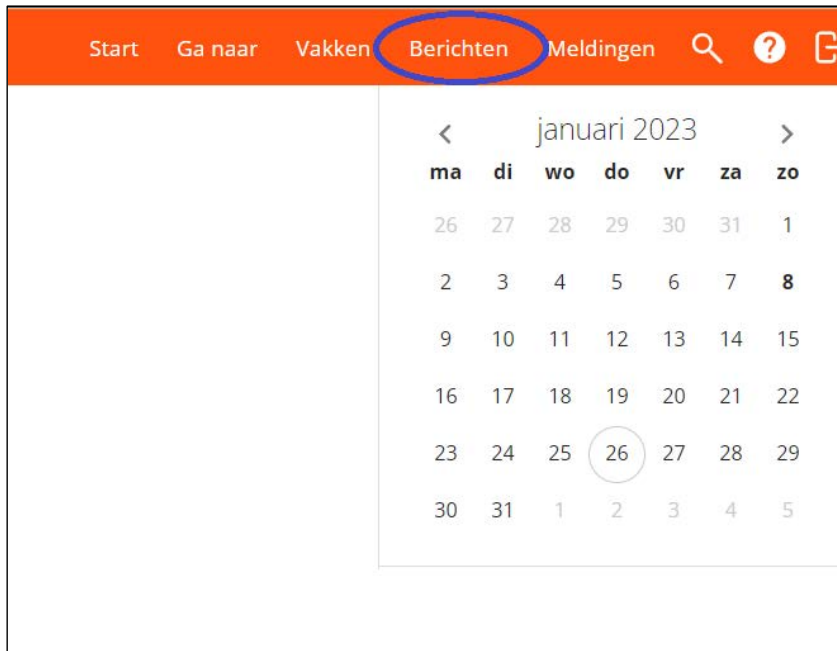 Start Ga naar Vakken Berichten Meldingen ?
januari 2023
ma di wo do vr za zo
26 27 28 29 30 31 1
2 3 4 5 6 7 8
9 10 11 12 13 14 15
16 17 18 19 20 21 22
23 24 25 26 27 28 29
30 31 1 2 3 4 5